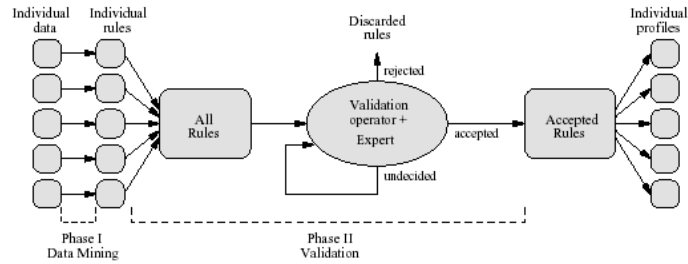 Individual
data
Individual
rules
Discarded
rules
Individual
profiles
rejected
All
Rules
Validation
operator +
Expert
accepted
Accepted
Rules
undecided
Phase I
Data Mining
Phase II
Validation